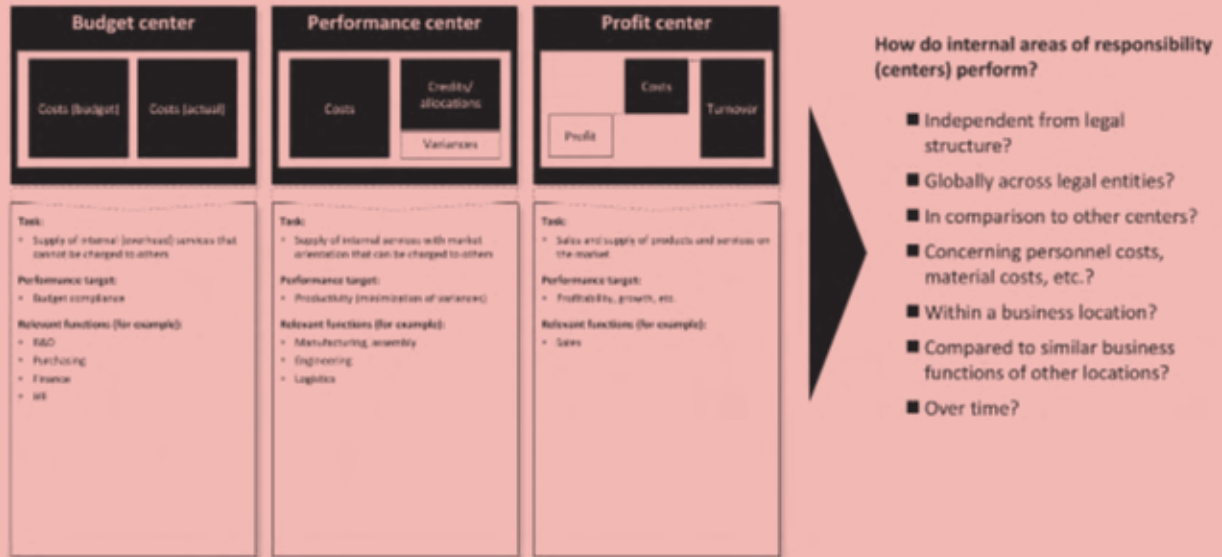 Budget center
Costs (budget)
Costs (actual)
Task:
• Supply of internal (overhead) services that
cannot be charged to others
Performance target:
• Budget compliance
Relevant functions (for example):
• R&D
• Purchasing
• Finance
• HR
Performance center
Costs
Credits/
allocations
Variances
Task:
• Supply of internal services with market
orientation that can be charged to others
Performance target:
• Productivity (minimization of variances)
Relevant functions (for example):
• Manufacturing, assembly
• Engineering
• Logistics
Profit center
Costs
Turnover
Profit
Task:
• Sales and supply of products and services on
the market
Performance target:
• Profitability, growth, etc.
Relevant functions (for example):
• Sales
How do internal areas of responsibility
(centers) perform?
■ Independent from legal
structure?
■ Globally across legal entities?
■ In comparison to other centers?
■ Concerning personnel costs,
material costs, etc.?
■ Within a business location?
■ Compared to similar business
functions of other locations?
■ Over time?